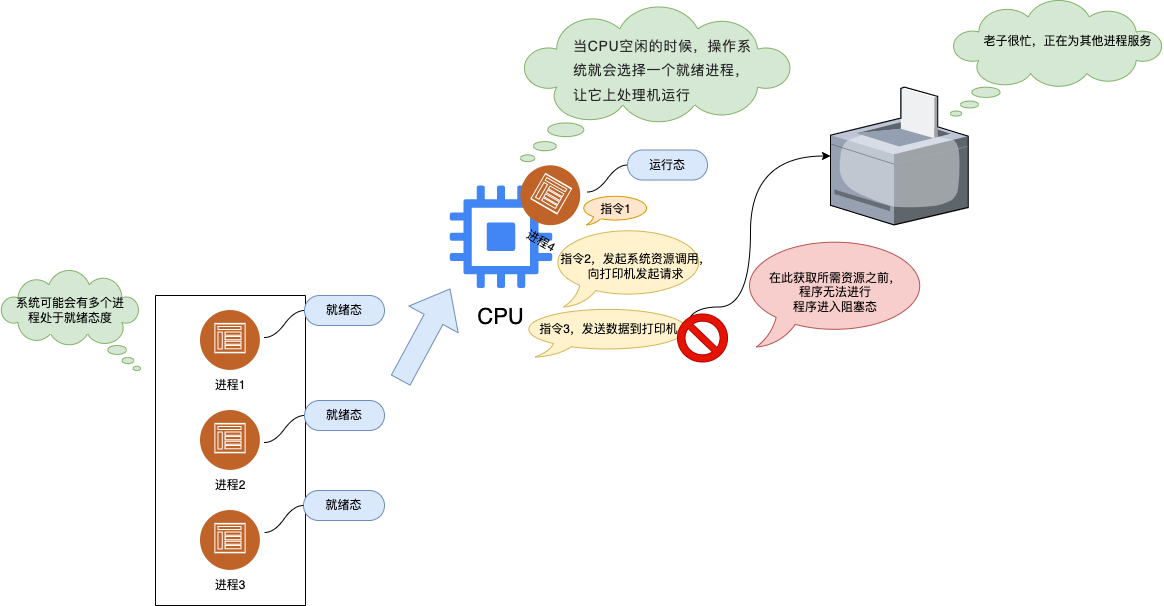 老子很忙，正在为其他进程服务
当CPU空闲的时候，操作系
统就会选择一个就绪进程，
让它上处理机运行
运行态
指令1
进程4
指令2，发起系统资源调用，
向打印机发起请求
在此获取所需资源之前，
程序无法进行
程序进入阻塞态
CPU
指令3，发送数据到打印机
系统可能会有多个进
程处于就绪态度
就绪态
进程1
就绪态
进程2
就绪态
进程3